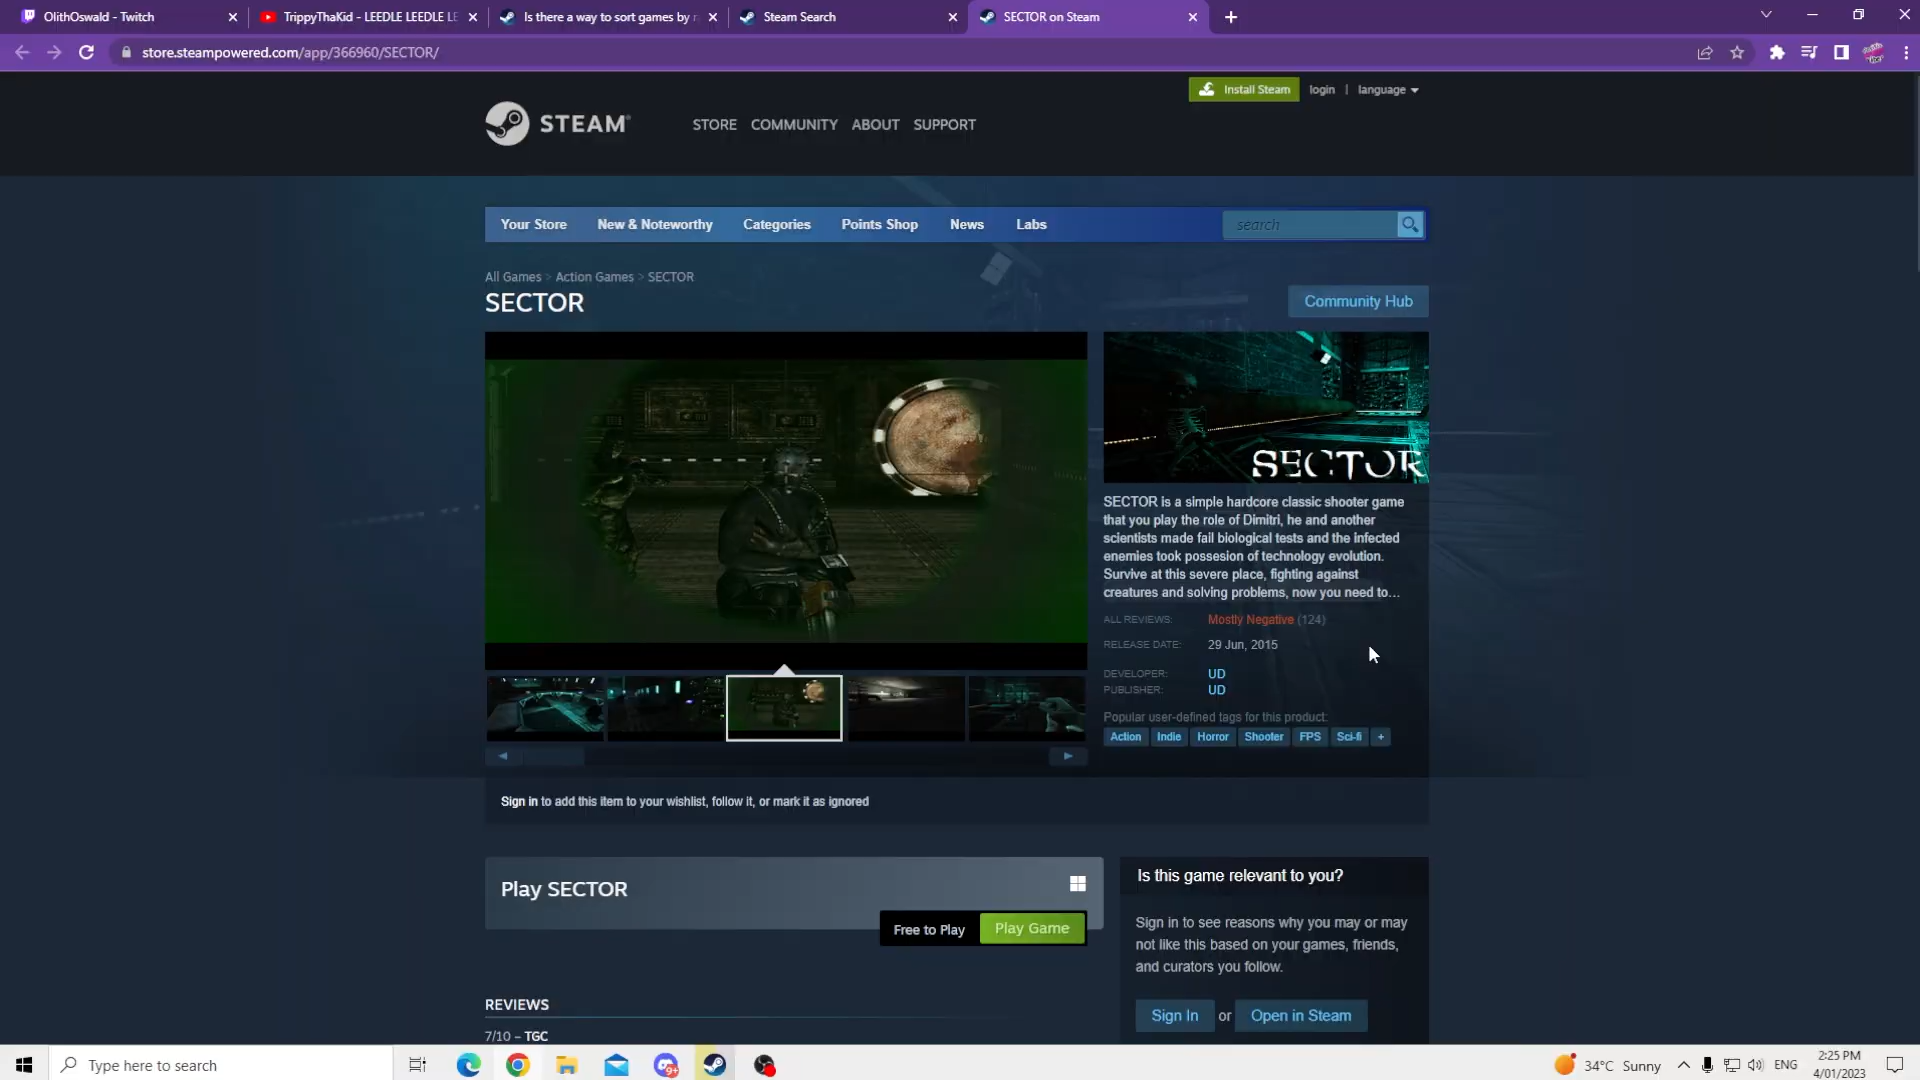 OlithOswald - Twitch
TrippyThaKid - LEEDLE LEEDLE LE
Is there a way to sort games by r
Steam Search
SECTOR on Steam
store.steampowered.com/app/366960/SECTOR/
Install Steam
login | language
STEAM
STORE COMMUNITY ABOUT SUPPORT
Your Store New & Noteworthy Categories Points Shop News Labs
search
All Games > Action Games > SECTOR
SECTOR
Community Hub
SECTOR
SECTOR is a simple hardcore classic shooter game
that you play the role of Dimitri, he and another
scientists made fail biological tests and the infected
enemies took possesion of technology evolution.
Survive at this severe place, fighting against
creatures and solving problems, now you need to...
ALL REVIEWS: Mostly Negative (124)
RELEASE DATE: 29 Jun, 2015
DEVELOPER: UD
PUBLISHER: UD
Popular user-defined tags for this product:
Action Indie Horror Shooter FPS Sci-fi +
Sign in to add this item to your wishlist, follow it, or mark it as ignored
Play SECTOR
Free to Play
Play Game
Is this game relevant to you?
Sign in to see reasons why you may or may
not like this based on your games, friends,
and curators you follow.
Sign In or Open in Steam
REVIEWS
7/10 – TGC
Type here to search
9+
34°C Sunny
ENG
2:25 PM
4/01/2023